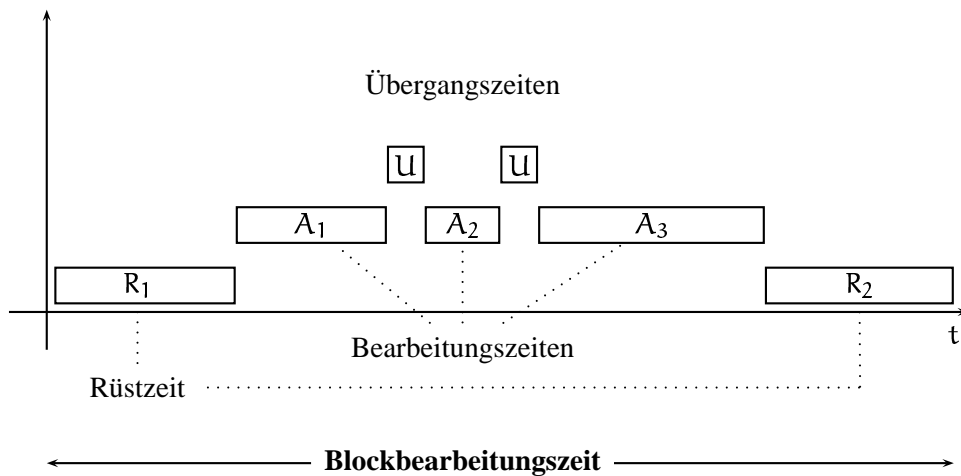 Übergangszeiten
U U
A₁ A₂ A₃
R₁ R₂
t
Bearbeitungszeiten
Rüstzeit
Blockbearbeitungszeit